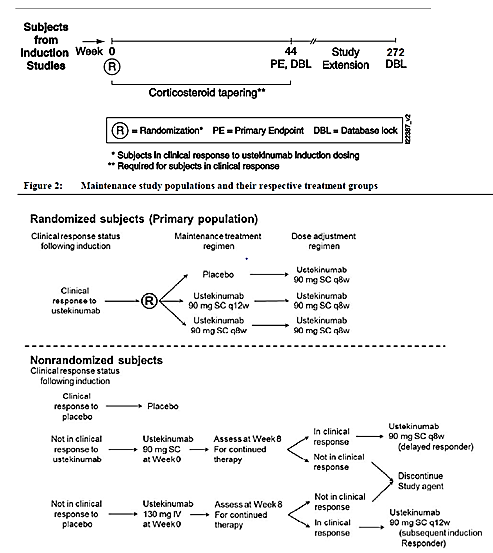 Subjects
from
Induction
Studies
Week
0
44
272
R
PE, DBL
Study
Extension
DBL
Corticosteroid tapering**
R = Randomization* PE = Primary Endpoint DBL = Database lock
* Subjects in clinical response to ustekinumab induction dosing
** Required for subjects in clinical response
Figure 2: Maintenance study populations and their respective treatment groups
Randomized subjects (Primary population)
Clinical response status
following induction
Maintenance treatment
regimen
Dose adjustment
regimen
Clinical
response to
ustekinumab
R
Placebo
Ustekinumab
90 mg SC q8w
Ustekinumab
90 mg SC q12w
Ustekinumab
90 mg SC q8w
Ustekinumab
90 mg SC q8w
Ustekinumab
90 mg SC q8w
Nonrandomized subjects
Clinical response status
following induction
Clinical
response to
placebo
Placebo
Not in clinical
response to
ustekinumab
Ustekinumab
90 mg SC
at Week 0
Assess at Week 8
For continued
therapy
In clinical
response
Ustekinumab
90 mg SC q8w
(delayed responder)
Not in clinical
response
Discontinue
Study agent
Not in clinical
response to
placebo
Ustekinumab
130 mg IV
at Week 0
Assess at Week 8
For continued
therapy
Not in clinical
response
In clinical
response
Ustekinumab
90 mg SC q12w
(subsequent induction
Responder)